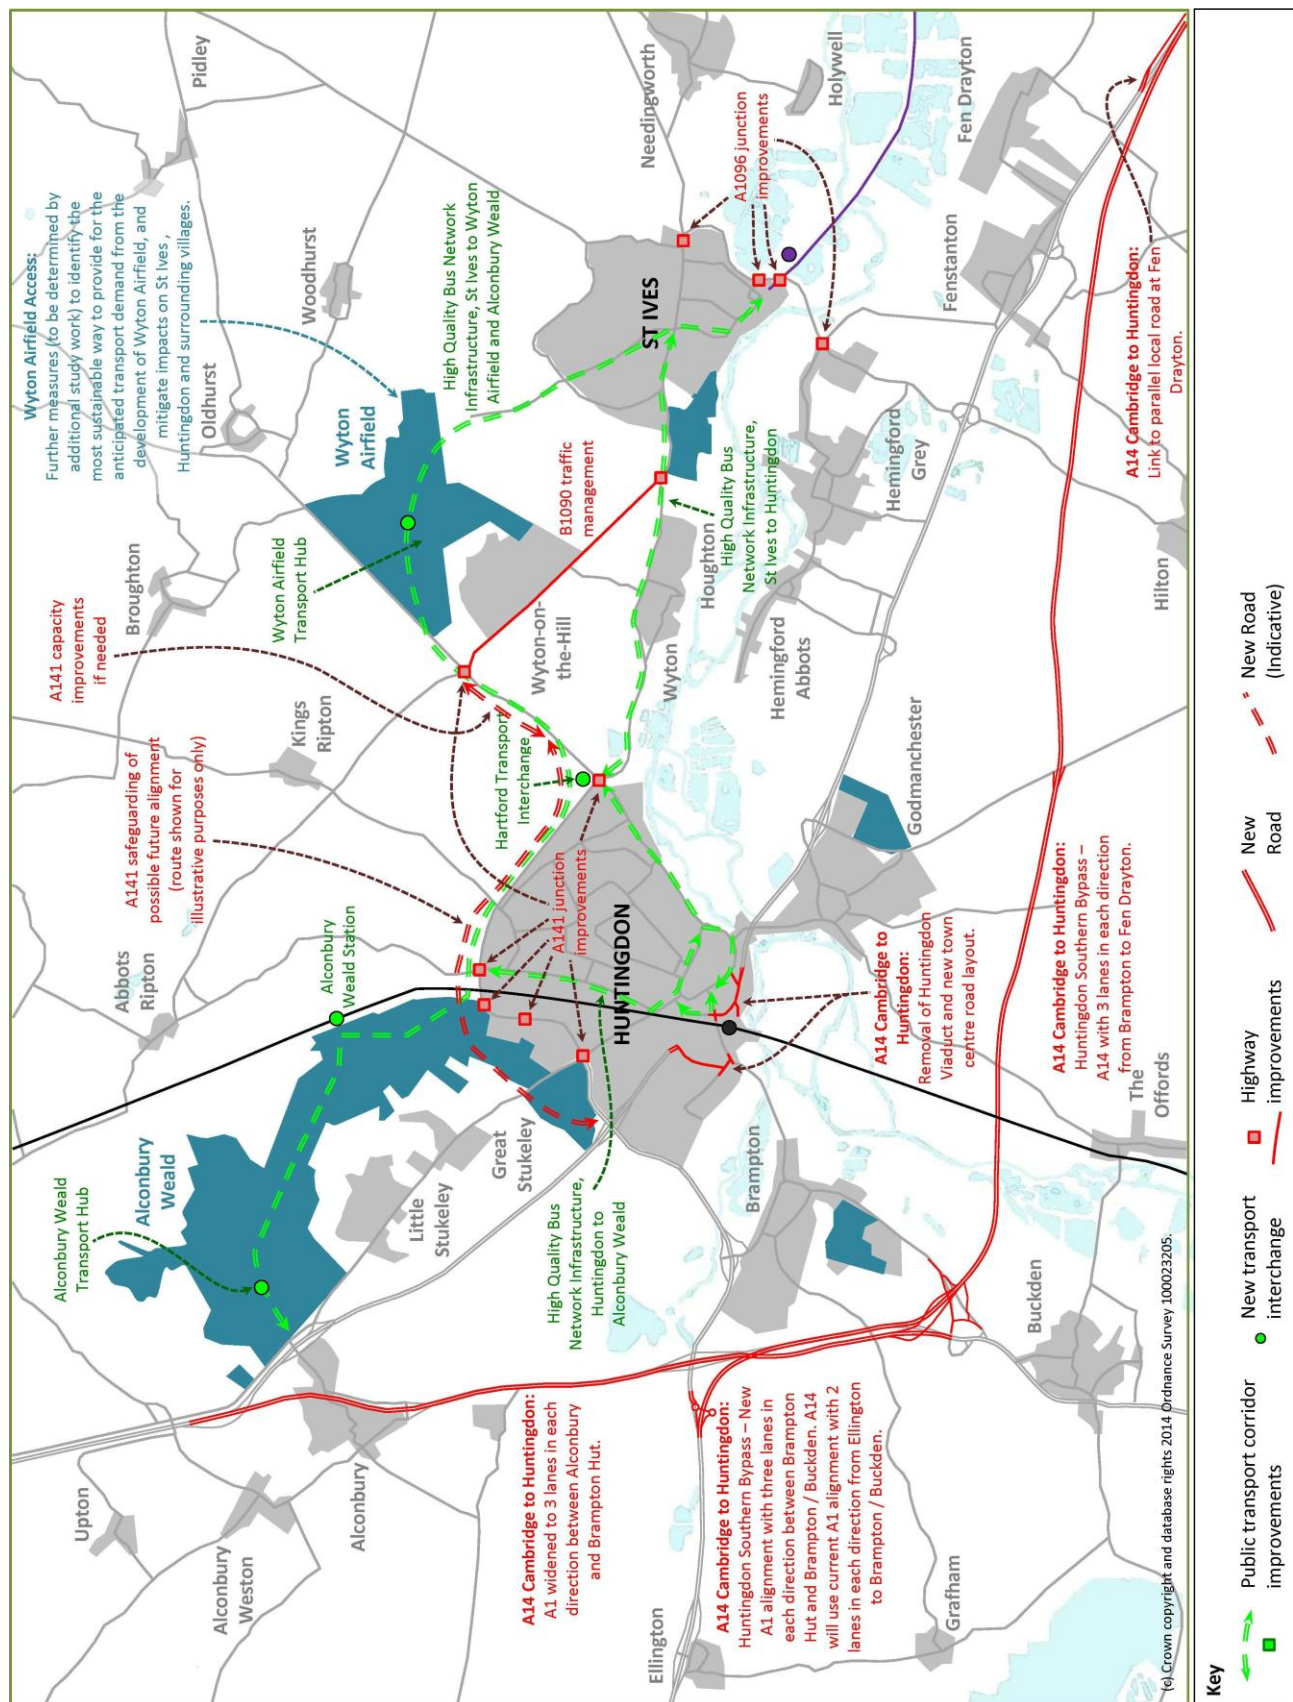 Upton
Alconbury
Weston
Alconbury
Ellington
Grafham
Buckden
Brampton
The
Offords
Little
Stukeley
Great
Stukeley
Abbots
Ripton
Kings
Ripton
Broughton
Oldhurst
Woodhurst
Pidley
Needingworth
Holywell
Fen Drayton
Fenstanton
Hilton
Hemingford
Grey
Hemingford
Abbots
Houghton
Wyton
Wyton-on-
the-Hill
Godmanchester
HUNTINGDON
ST IVES
Alconbury
Weald
Wyton
Airfield
Alconbury Weald
Transport Hub
Alconbury
Weald Station
A141 safeguarding of
possible future alignment
(route shown for
illustrative purposes only)
A141 capacity
improvements
if needed
Wyton Airfield
Transport Hub
Wyton Airfield Access:
Further measures (to be determined by
additional study work) to identify the
most sustainable way to provide for the
anticipated transport demand from the
development of Wyton Airfield, and
mitigate impacts on St Ives ,
Huntingdon and surrounding villages.
High Quality Bus Network
Infrastructure, St Ives to Wyton
Airfield and Alconbury Weald
B1090 traffic
management
Hartford Transport
Interchange
A141 junction
improvements
A1096 junction
improvements
High Quality Bus
Network Infrastructure,
St Ives to Huntingdon
High Quality Bus
Network Infrastructure,
Huntingdon to
Alconbury Weald
A14 Cambridge to Huntingdon:
A1 widened to 3 lanes in each
direction between Alconbury
and Brampton Hut.
A14 Cambridge to Huntingdon:
Huntingdon Southern Bypass – New
A1 alignment with three lanes in
each direction between Brampton
Hut and Brampton / Buckden. A14
will use current A1 alignment with 2
lanes in each direction from Ellington
to Brampton / Buckden.
A14 Cambridge to
Huntingdon:
Removal of Huntingdon
Viaduct and new town
centre road layout.
A14 Cambridge to Huntingdon:
Huntingdon Southern Bypass –
A14 with 3 lanes in each direction
from Brampton to Fen Drayton.
A14 Cambridge to Huntingdon:
Link to parallel local road at Fen
Drayton.
(c) Crown copyright and database rights 2014 Ordnance Survey 100023205.
Key
Public transport corridor
improvements
New transport
interchange
Highway
improvements
New
Road
New Road
(Indicative)